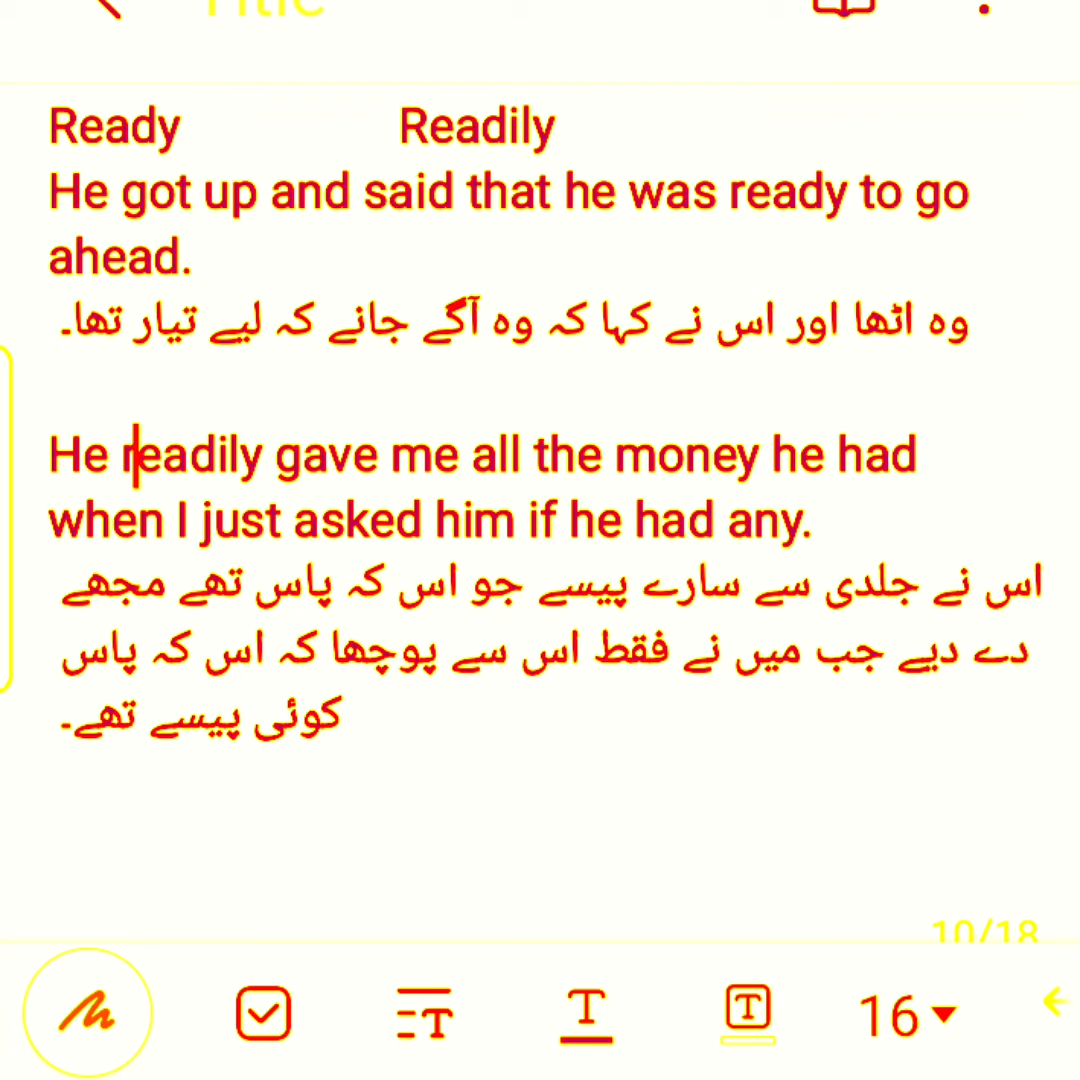 Title
Ready Readily
He got up and said that he was ready to go
ahead.
وہ اٹھا اور اس نے کہا کہ وہ آگے جانے کہ لیے تیار تھا۔
He readily gave me all the money he had
when I just asked him if he had any.
اس نے جلدی سے سارے پیسے جو اس کہ پاس تھے مجھے
دے دیے جب میں نے فقط اس سے پوچھا کہ اس کہ پاس
کوئی پیسے تھے۔
10/18
T T T 16